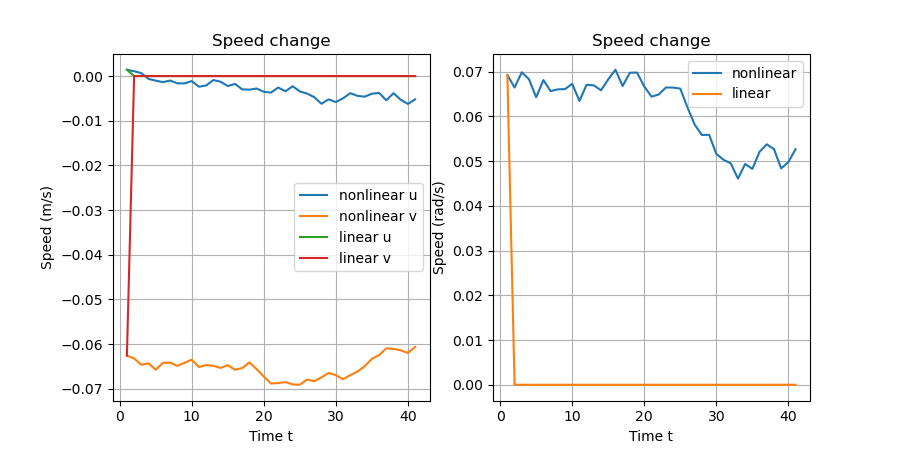 Speed change
Speed (m/s)
0.00
−0.01
−0.02
−0.03
−0.04
−0.05
−0.06
−0.07
nonlinear u
nonlinear v
linear u
linear v
0 10 20 30 40
Time t
Speed change
Speed (rad/s)
0.07
0.06
0.05
0.04
0.03
0.02
0.01
0.00
nonlinear
linear
0 10 20 30 40
Time t